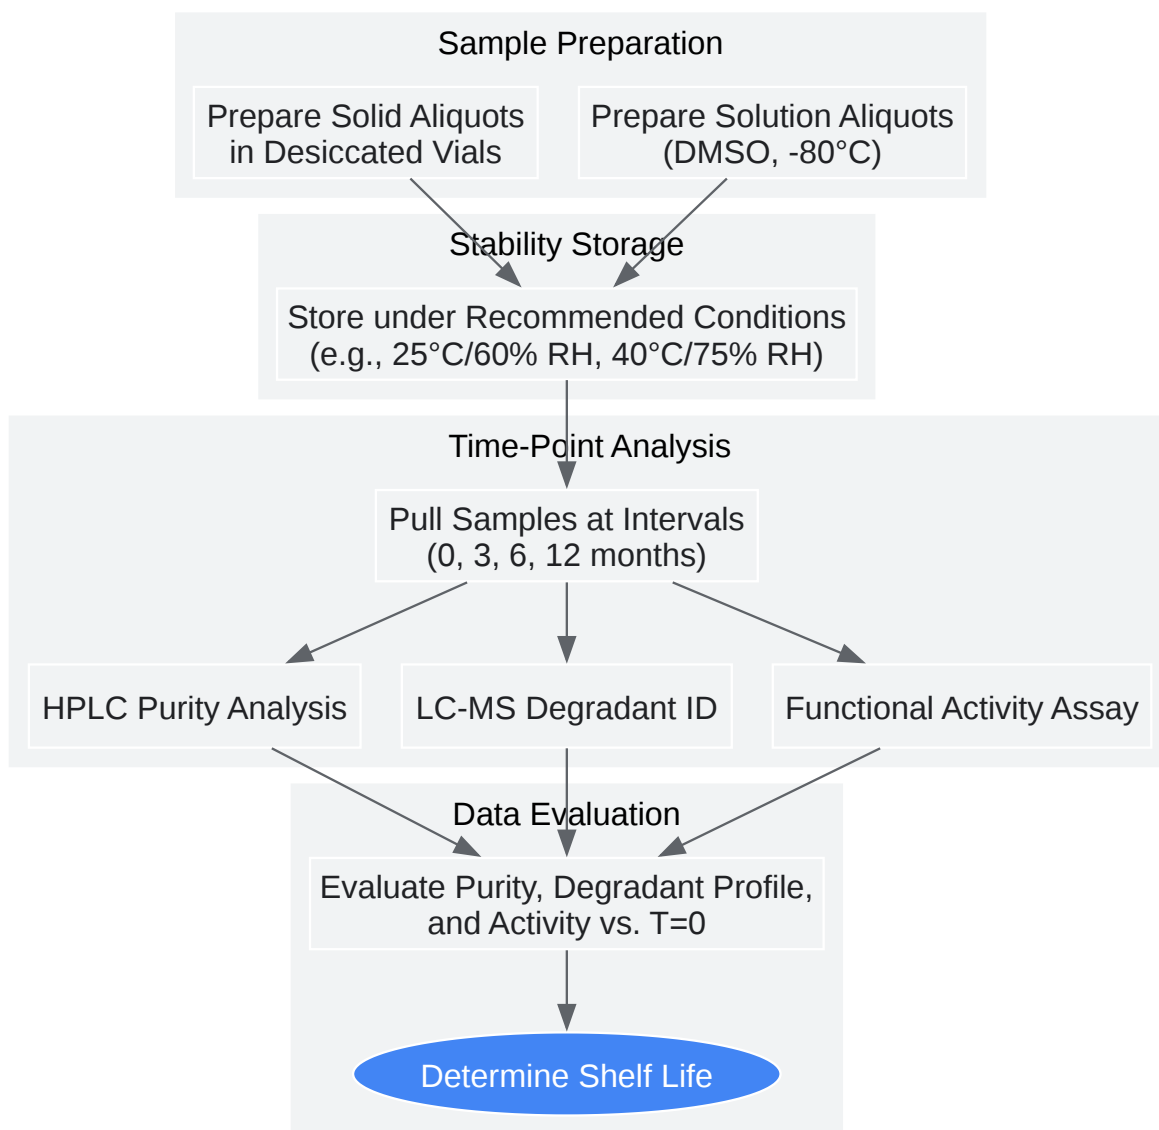 Sample Preparation
Prepare Solid Aliquots
in Desiccated Vials
Prepare Solution Aliquots
(DMSO, -80°C)
Stability Storage
Store under Recommended Conditions
(e.g., 25°C/60% RH, 40°C/75% RH)
Time-Point Analysis
Pull Samples at Intervals
(0, 3, 6, 12 months)
HPLC Purity Analysis
LC-MS Degradant ID
Functional Activity Assay
Data Evaluation
Evaluate Purity, Degradant Profile,
and Activity vs. T=0
Determine Shelf Life